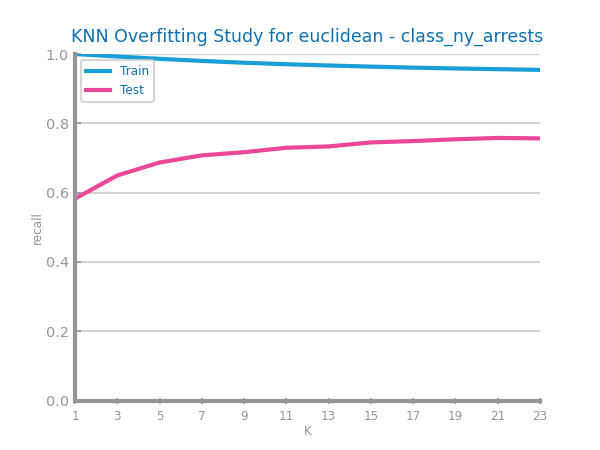 KNN Overfitting Study for euclidean - class_ny_arrests
1.0
Train
Test
0.8
0.6
recall
0.4
0.2
0.0
1 3 5 7 9 11 13 15 17 19 21 23
K